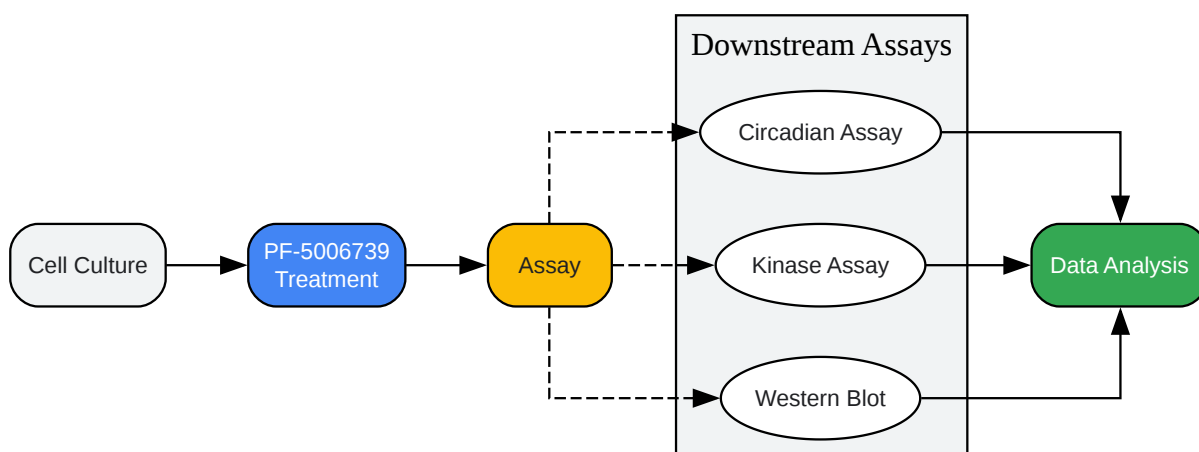 Downstream Assays
Circadian Assay
Cell Culture
PF-5006739
Treatment
Assay
Kinase Assay
Data Analysis
Western Blot